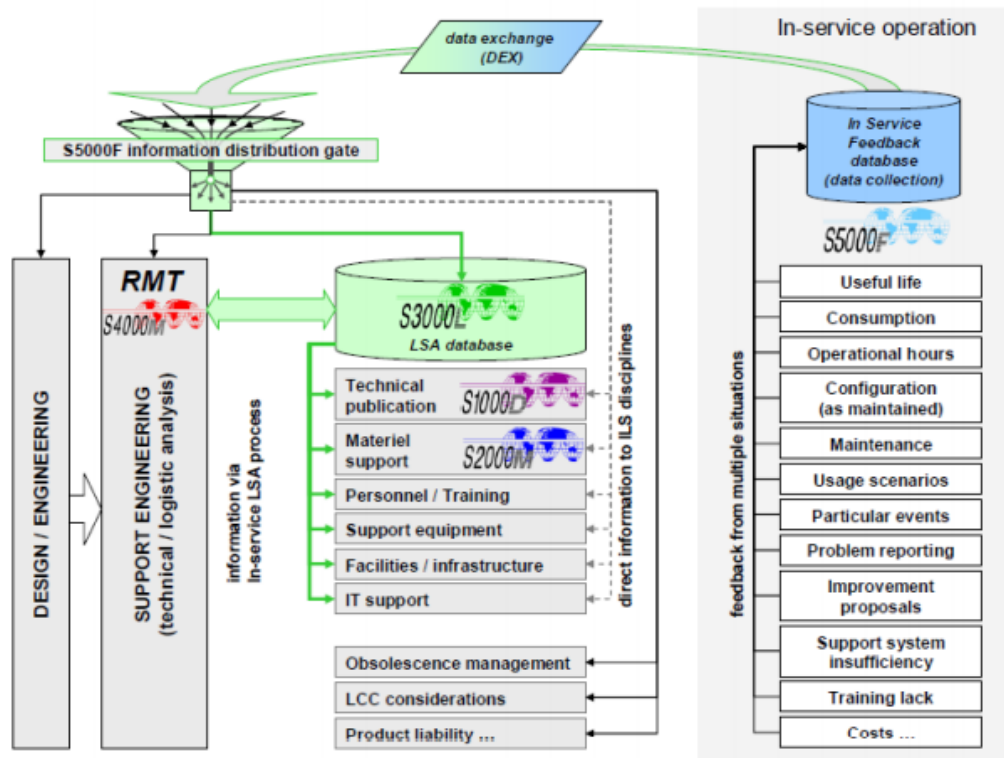 data exchange
(DEX)
In-service operation
In Service
Feedback
database
(data collection)
S5000F
S5000F information distribution gate
DESIGN / ENGINEERING
RMT
S4000M
SUPPORT ENGINEERING
(technical / logistic analysis)
S3000L
LSA database
information via
In-service LSA process
Technical
publication
S1000D
Materiel
support
S2000M
Personnel / Training
Support equipment
Facilities / infrastructure
IT support
direct information to ILS disciplines
Obsolescence management
LCC considerations
Product liability ...
feedback from multiple situations
Useful life
Consumption
Operational hours
Configuration
(as maintained)
Maintenance
Usage scenarios
Particular events
Problem reporting
Improvement
proposals
Support system
insufficiency
Training lack
Costs ...